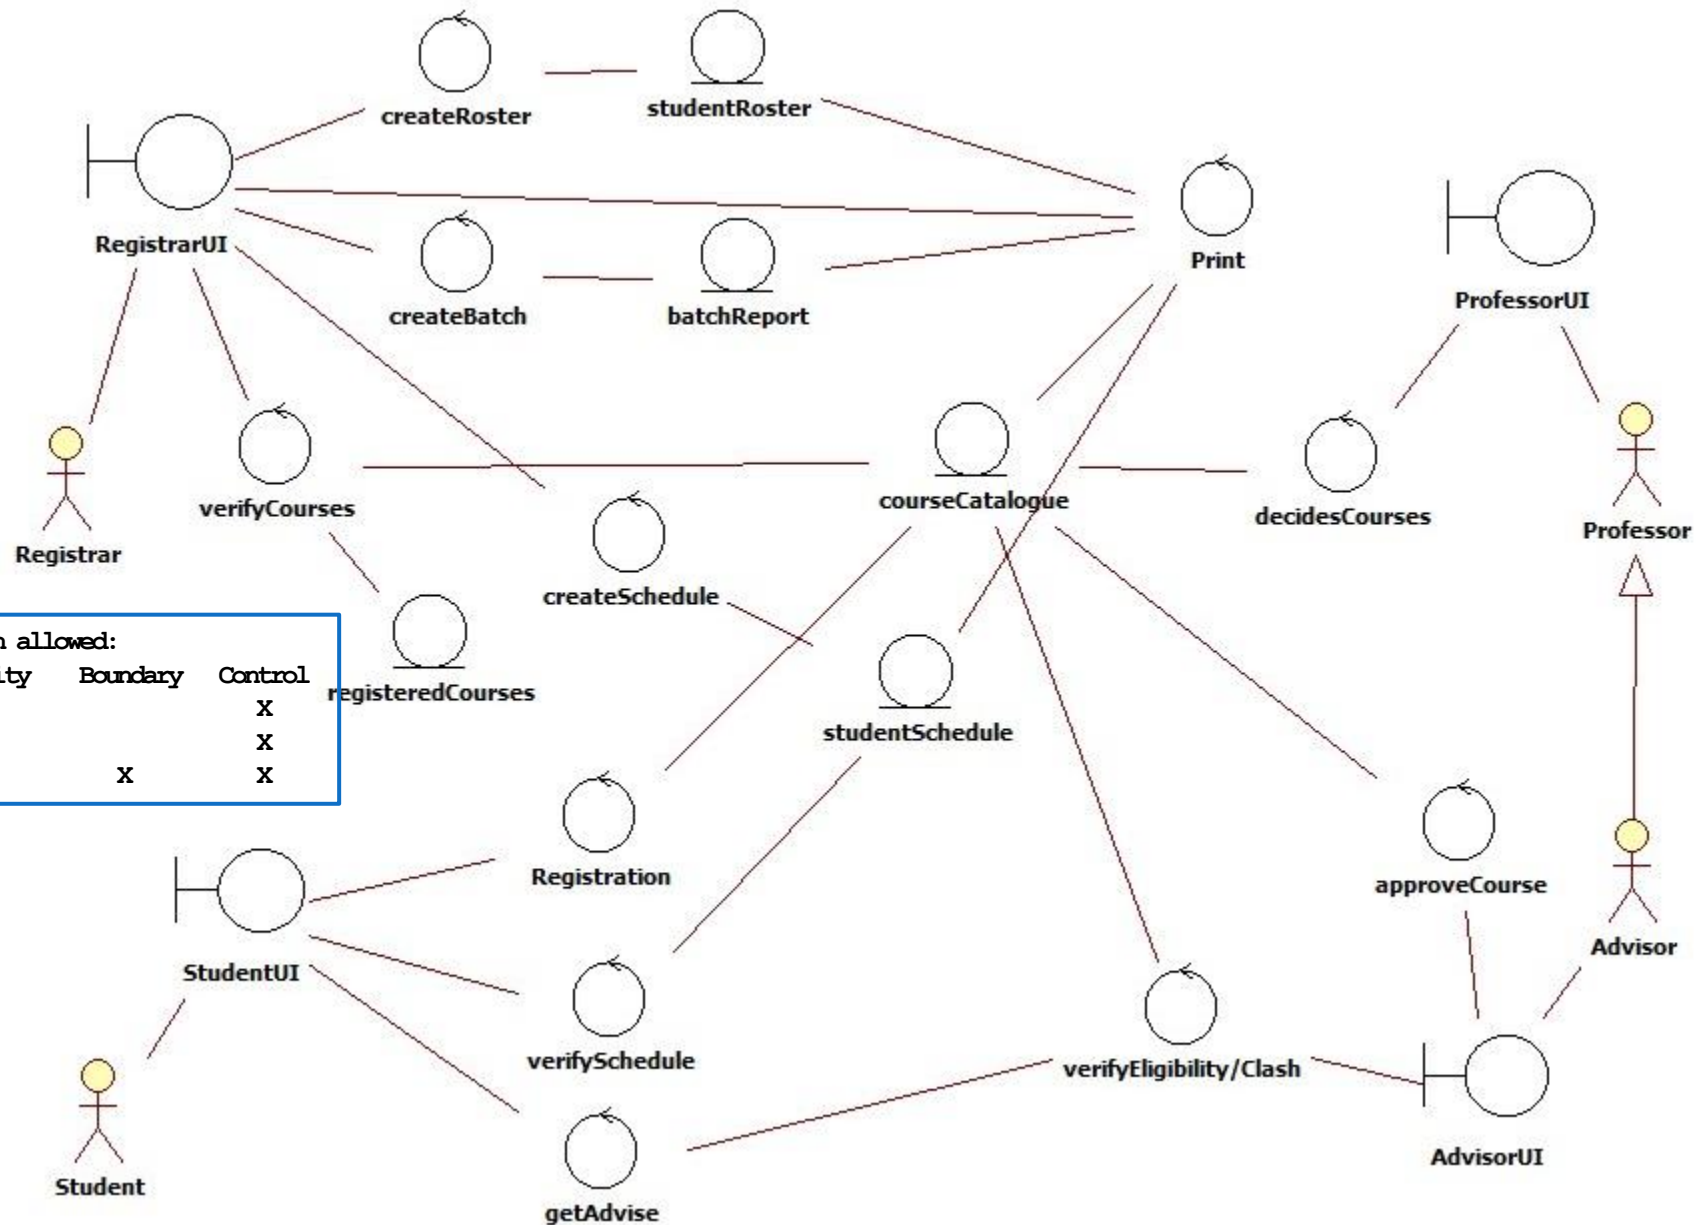 createRoster
studentRoster
RegistrarUI
Print
createBatch
batchReport
ProfessorUI
Registrar
verifyCourses
courseCatalogue
decidesCourses
Professor
createSchedule
allowed:
Boundary Control
registeredCourses
X
X
X X
studentSchedule
Registration
approveCourse
Advisor
StudentUI
verifySchedule
verifyEligibility/Clash
AdvisorUI
Student
getAdvise